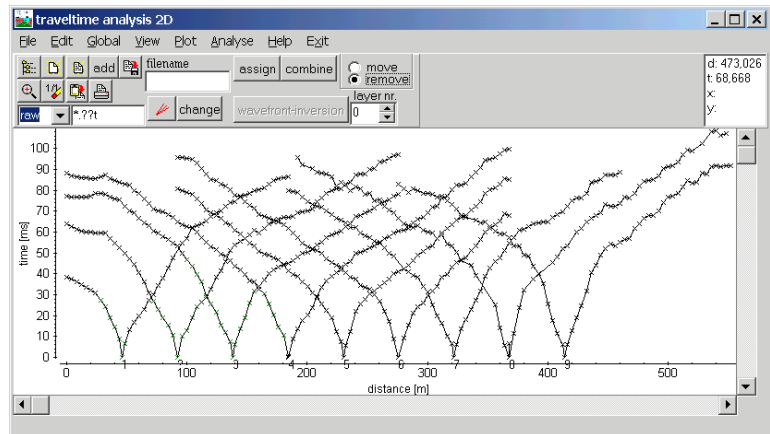 traveltime analysis 2D
File Edit Global View Plot Analyse Help Exit
add filename assign combine move remove
raw *.??t change wavefront-inversion layer nr. 0
d: 473,026
t: 68,668
x:
y:
time [ms]
100
90
80
70
60
50
40
30
20
10
0
1 2 3 4 5 6 7 8 9
0 100 200 300 400 500
distance [m]